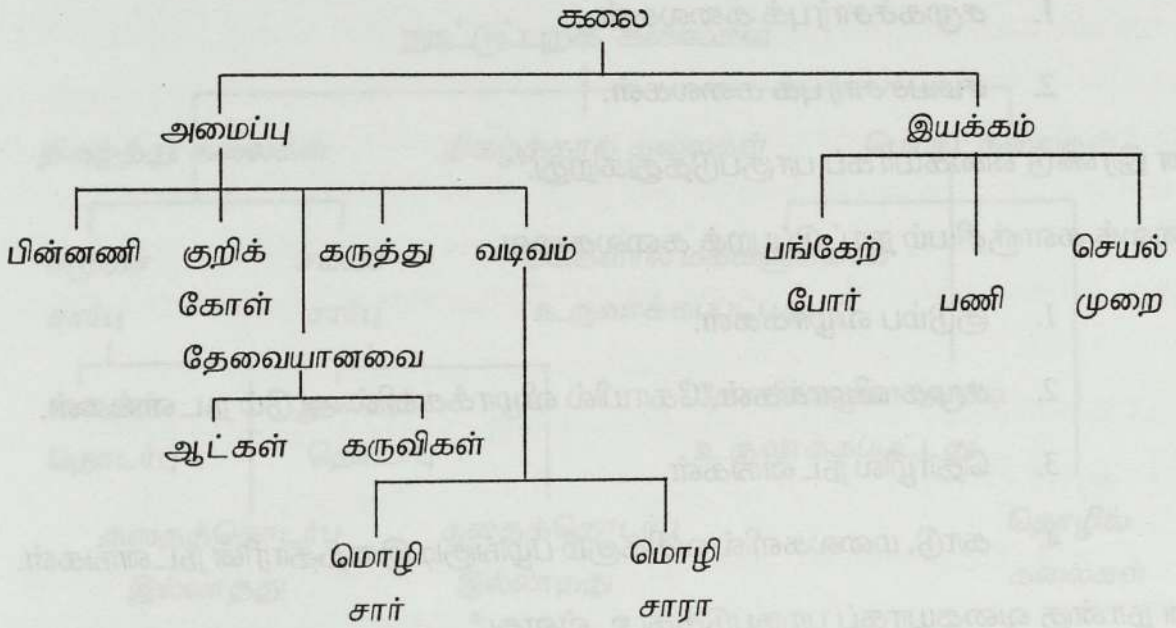 கலை
அமைப்பு இயக்கம்
பின்னணி குறிக் கருத்து வடிவம் பங்கேற் செயல்
கோள் போர் பணி முறை
தேவையானவை
ஆட்கள் கருவிகள்
மொழி மொழி
சார் சாரா